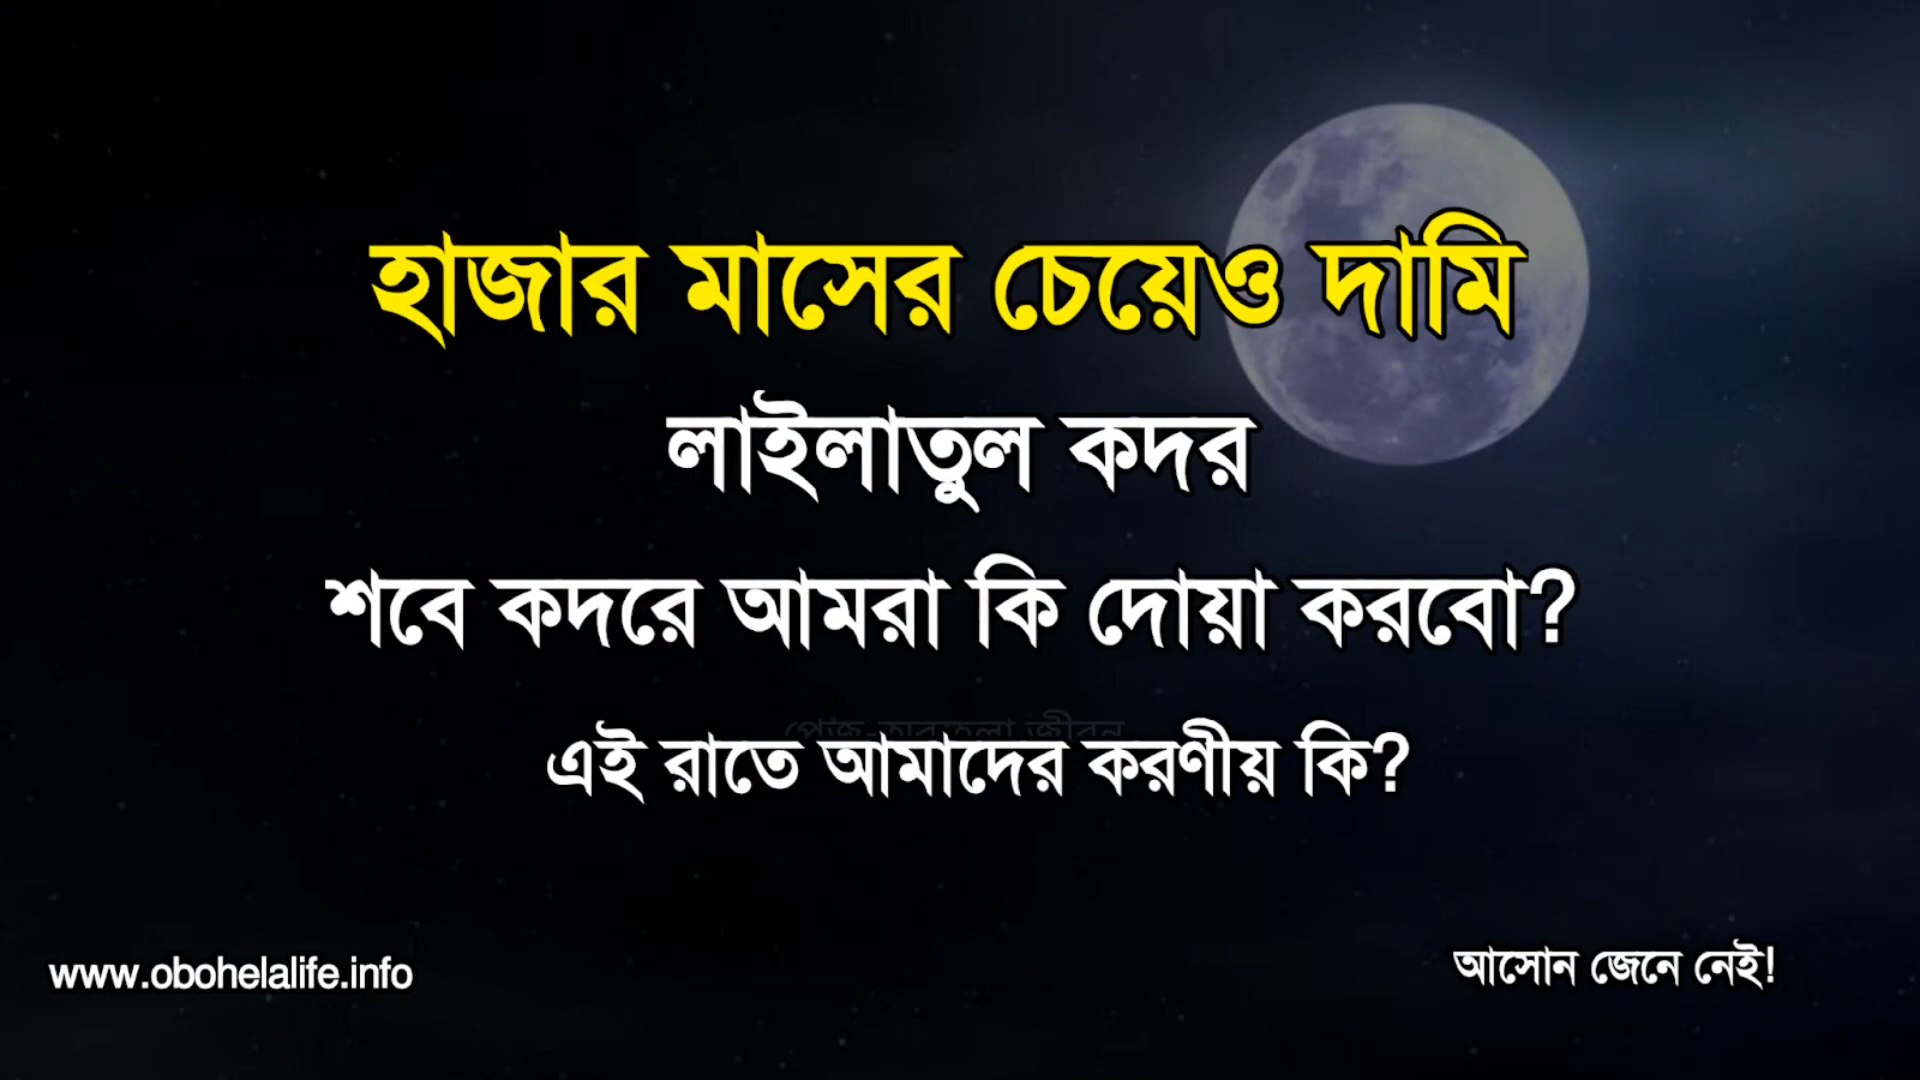 হাজার মাসের চেয়েও দামি
লাইলাতুল কদর
শবে কদরে আমরা কি দোয়া করবো?
এই রাতে আমাদের করণীয় কি?
www.obohelalife.info
আসোন জেনে নেই!